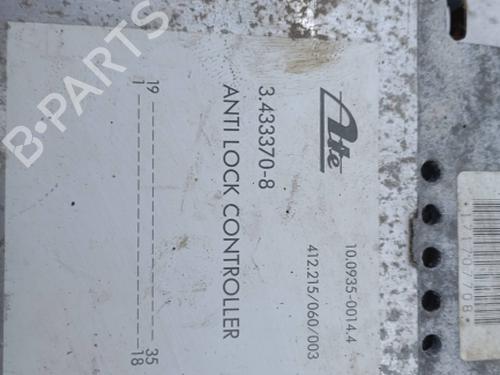 Ate
10.0935-0014.4
3.433370-8
412.215/060/003
ANTI LOCK CONTROLLER
19 ---------------- 35
1 ---------------- 18
B-PARTS